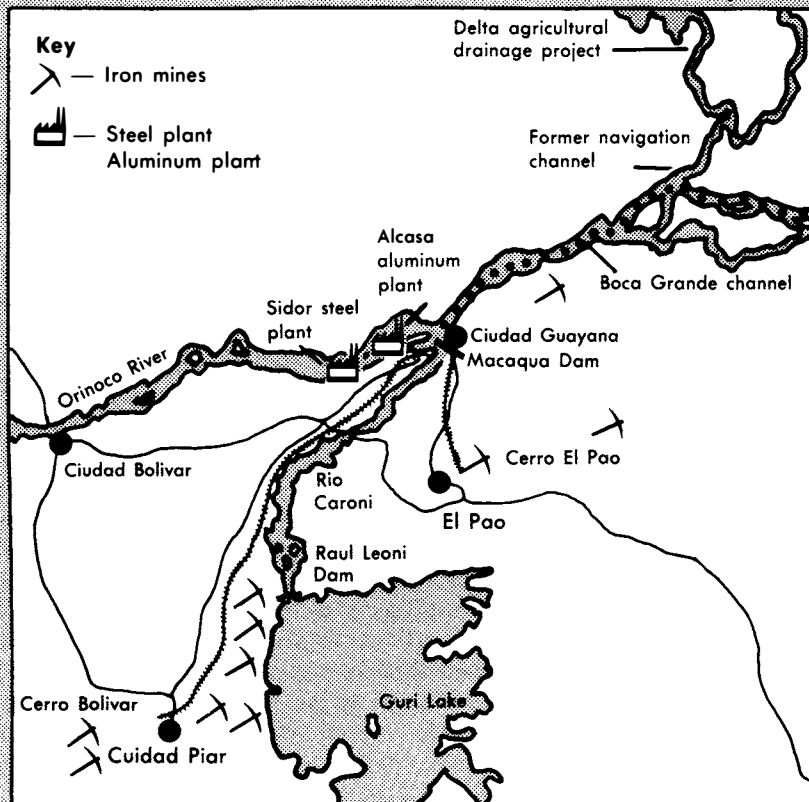 Key
— Iron mines
— Steel plant
Aluminum plant
Delta agricultural
drainage project
Former navigation
channel
Alcasa
aluminum
plant
Boca Grande channel
Sidor steel
plant
Ciudad Guayana
Macaqua Dam
Orinoco River
Ciudad Bolivar
Cerro El Pao
Rio
Caroni
El Pao
Raul Leoni
Dam
Guri Lake
Cerro Bolivar
Cuidad Piar